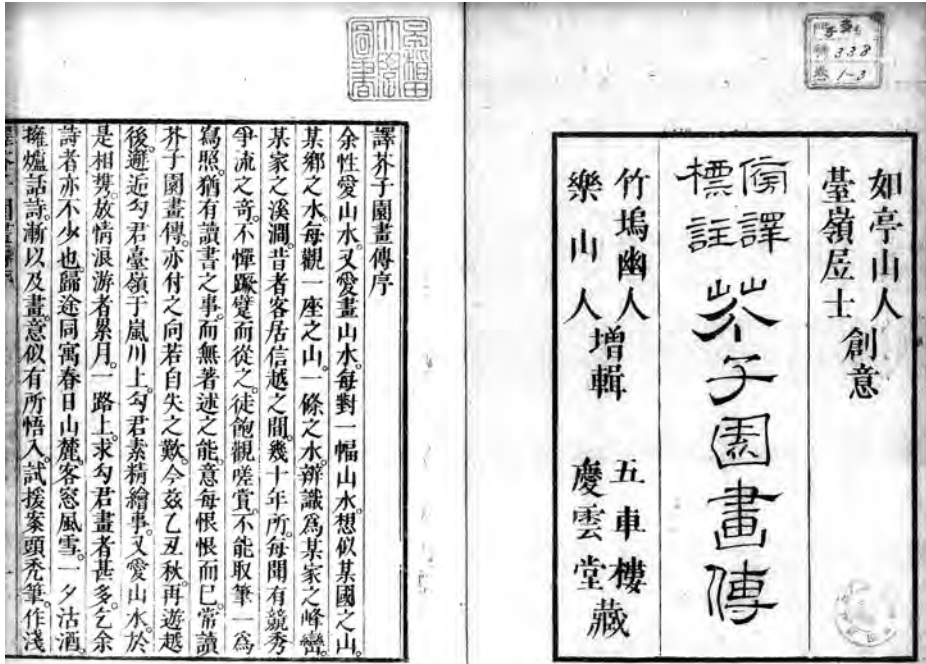 338
1-3
如亭山人
臺嶺居士
創意
傍譯
標註
芥子園畫傳
竹塢幽人
樂山人
增輯
五車樓
慶雲堂
藏
譯芥子園畫傳序
余性愛山水。又愛畫山水。每對一幅山水。想似某國之山。
某鄉之水。每觀一座之山。一條之水。辨識爲某家之峰巒。
某家之溪澗。昔者客居信越之間。幾十年所。每聞有競秀
爭流之奇。不憚蹶躄而從之。徒飽觀嗟賞。不能取筆一爲
寫照。猶有讀書之事。而無著述之能。意每恨恨而已。常讀
芥子園畫傳。亦付之向若自失之歎。今茲乙丑秋。再遊越
後。邂逅勾君臺嶺于嵐川上。勾君素精繪事。又愛山水。於
是相携。放情浪游者累月。一路上。求勾君畫者甚多。乞余
詩者亦不少也。歸途同寓春日山麓。客窓風雪。一夕沽酒。
擁爐話詩。漸以及畫。意似有所悟入。試援案頭禿筆。作淺